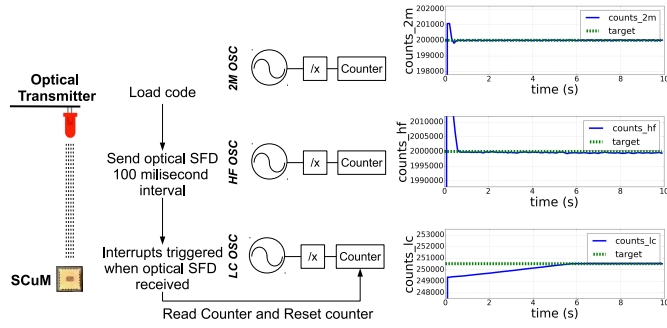 Optical
Transmitter
SCuM
Load code
Send optical SFD
100 milisecond
interval
Interrupts triggered
when optical SFD
received
Read Counter and Reset counter
2M OSC
/x
Counter
HF OSC
/x
Counter
LC OSC
/x
Counter
counts_2m
202000
201000
200000
199000
198000
counts_2m
target
0 2 4 6 8 10
time (s)
counts_hf
2010000
2005000
2000000
1995000
1990000
counts_hf
target
0 2 4 6 8 10
time (s)
counts_lc
253000
252000
251000
250000
249000
248000
counts_lc
target
0 2 4 6 8 10
time (s)